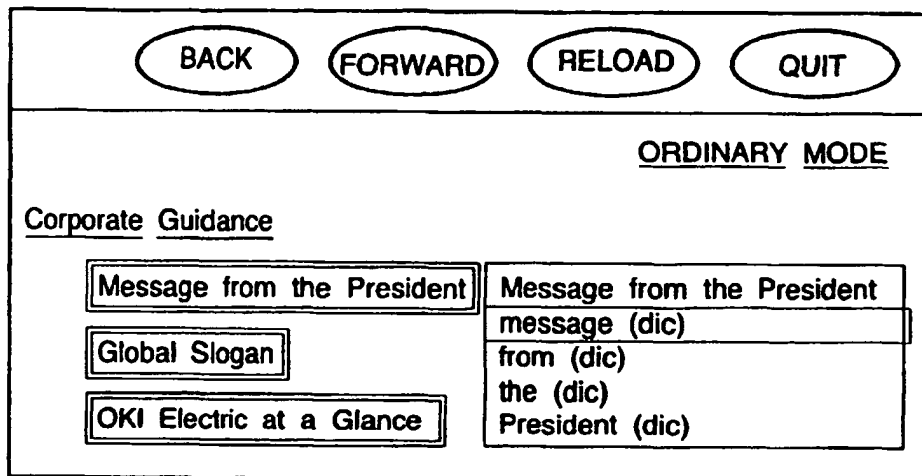 BACK FORWARD RELOAD QUIT
ORDINARY MODE
Corporate Guidance
Message from the President
Global Slogan
OKI Electric at a Glance
Message from the President
message (dic)
from (dic)
the (dic)
President (dic)